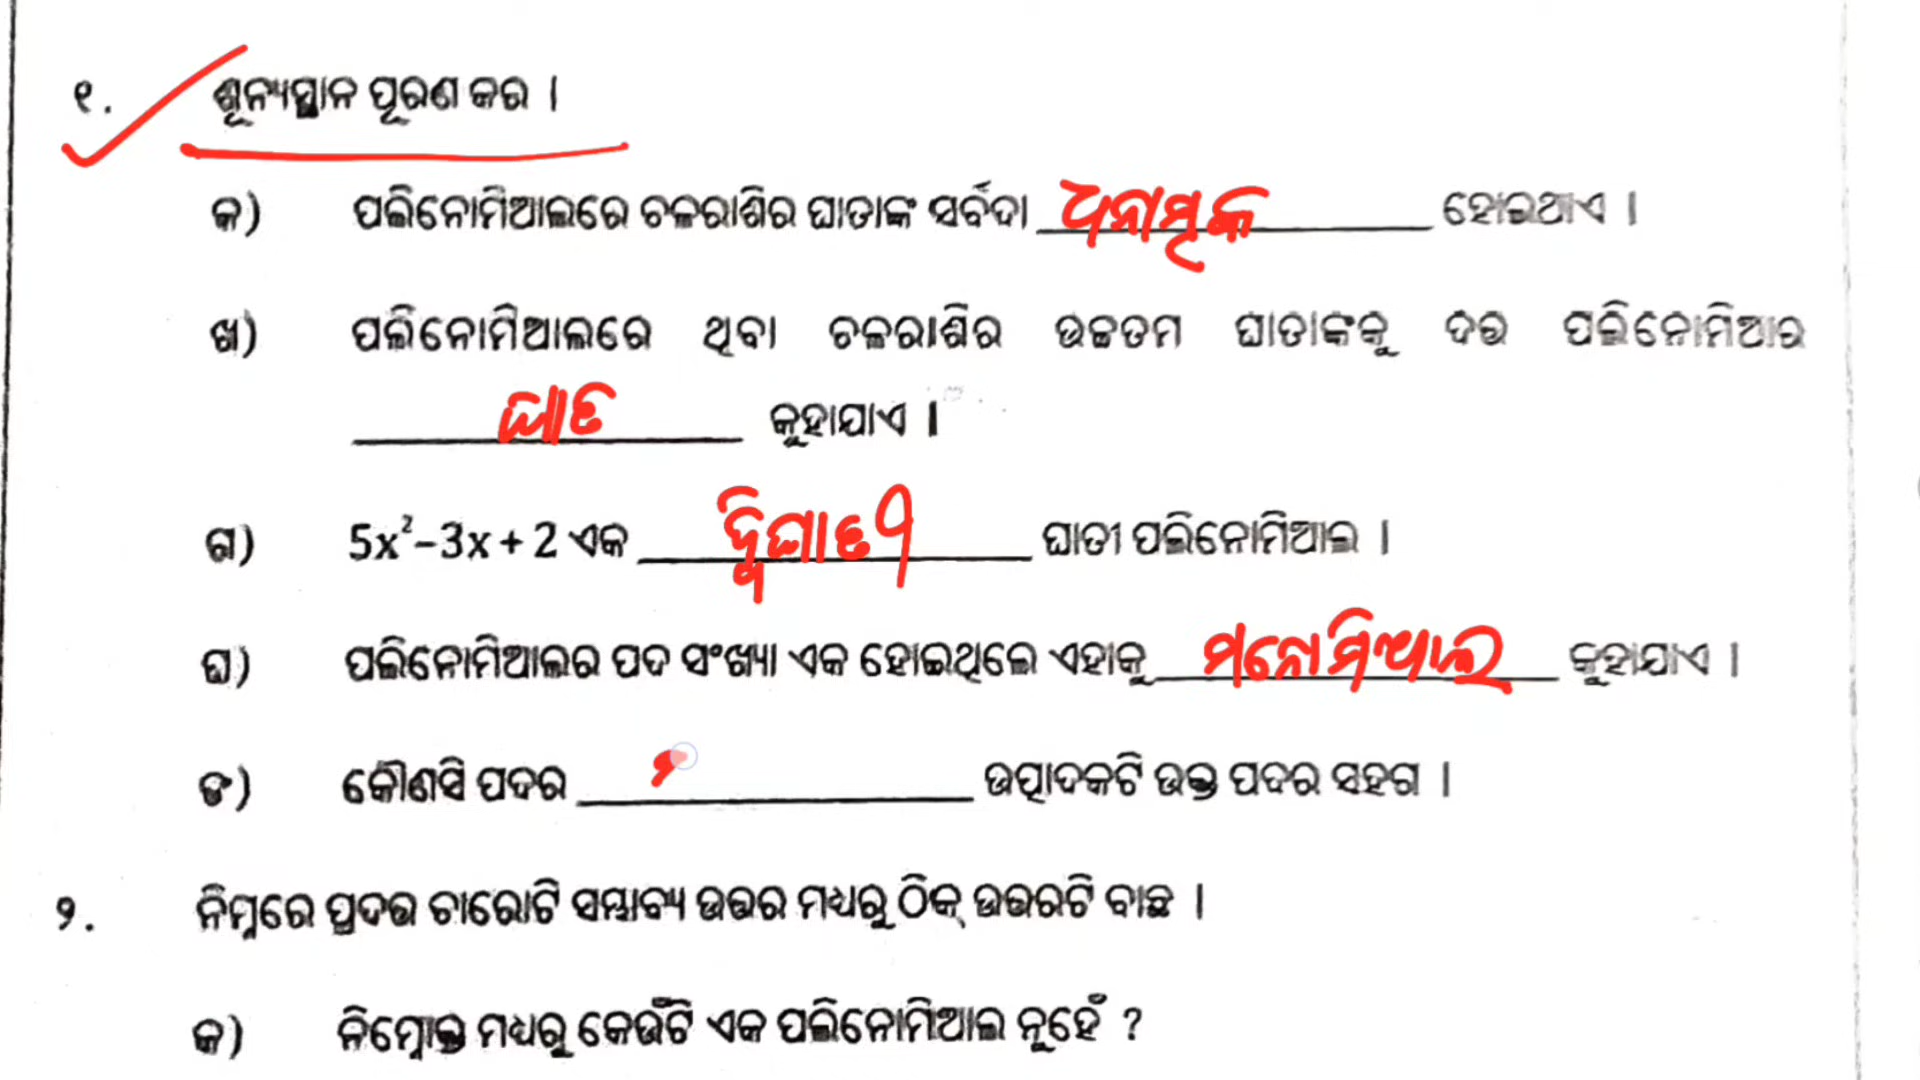 ୧. ଶୂନ୍ୟସ୍ଥାନ ପୂରଣ କର ।
କ) ପଲିନୋମିଆଲରେ ଚଳରାଶିର ଘାତାଙ୍କ ସର୍ବଦା ଧନାତ୍ମକ ହୋଇଥାଏ ।
ଖ) ପଲିନୋମିଆଲରେ ଥିବା ଚଳରାଶିର ଉଚ୍ଚତମ ଘାତାଙ୍କକୁ ଦତ୍ତ ପଲିନୋମିଆର
ଘାତ କୁହାଯାଏ ।
ଗ) 5x²-3x+2 ଏକ ଦ୍ୱିଘାତୀ ଘାତୀ ପଲିନୋମିଆଲ ।
ଘ) ପଲିନୋମିଆଲର ପଦ ସଂଖ୍ୟା ଏକ ହୋଇଥିଲେ ଏହାକୁ ମନୋମିଆଲ କୁହାଯାଏ ।
ଙ) କୌଣସି ପଦର ଉତ୍ପାଦକଟି ଉକ୍ତ ପଦର ସହଗ ।
୨. ନିମ୍ନରେ ପ୍ରଦତ୍ତ ଚାରୋଟି ସମ୍ଭାବ୍ୟ ଉତ୍ତର ମଧ୍ୟରୁ ଠିକ୍ ଉତ୍ତରଟି ବାଛ ।
କ) ନିମ୍ନୋକ୍ତ ମଧ୍ୟରୁ କେଉଁଟି ଏକ ପଲିନୋମିଆଲ ନୁହେଁ ?